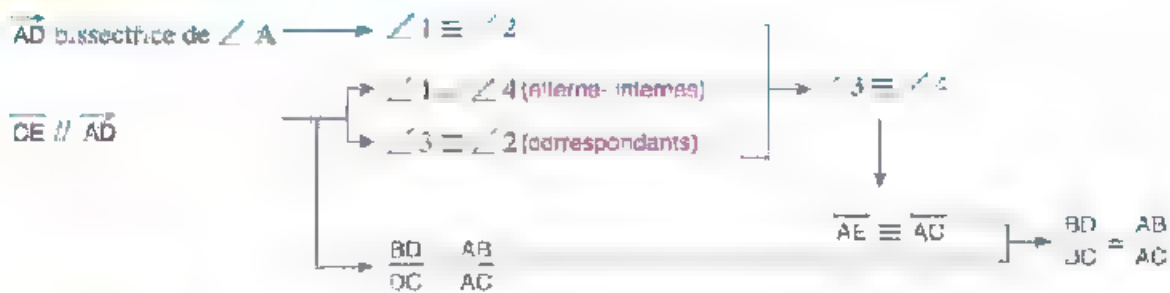 AD bissectrice de ∠ A → ∠ 1 ≡ ∠ 2
∠ 1 ≡ ∠ 4 (alterne- internes)
∠ 3 ≡ ∠ 4
CE // AD
∠ 3 ≡ ∠ 2 (correspondants)
AE ≡ AC
BD AB
DC AC
BD = AB
DC AC